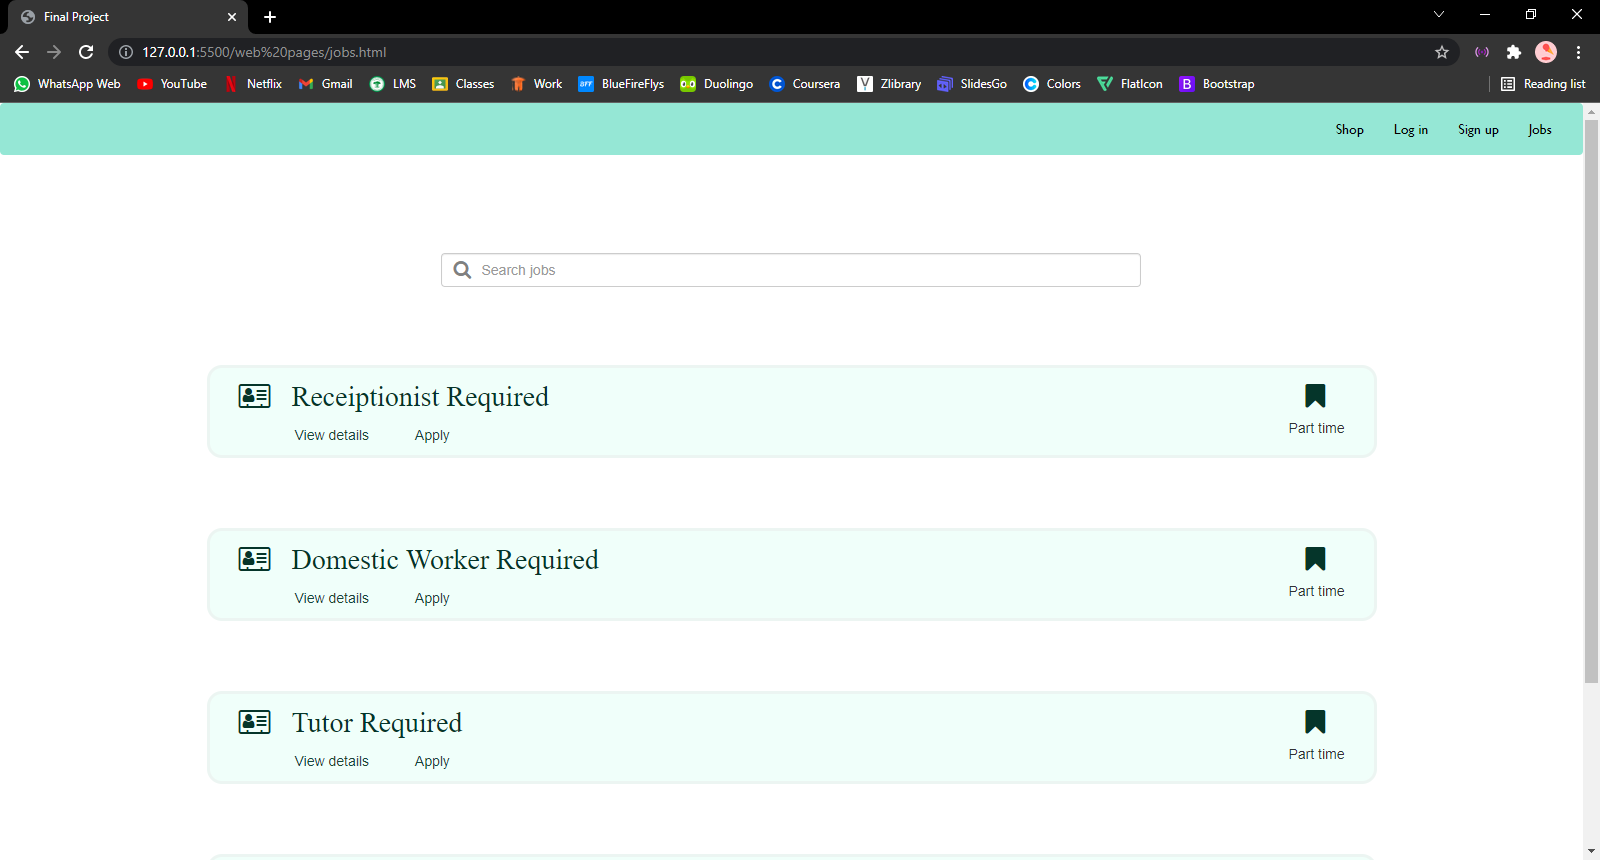 Final Project
127.0.0.1:5500/web%20pages/jobs.html
WhatsApp Web YouTube Netflix Gmail LMS Classes Work BFF BlueFireFlys Duolingo Coursera Zlibrary SlidesGo Colors FlatIcon B Bootstrap Reading list
Shop Log in Sign up Jobs
Search jobs
Receiptionist Required
View details Apply Part time
Domestic Worker Required
View details Apply Part time
Tutor Required
View details Apply Part time